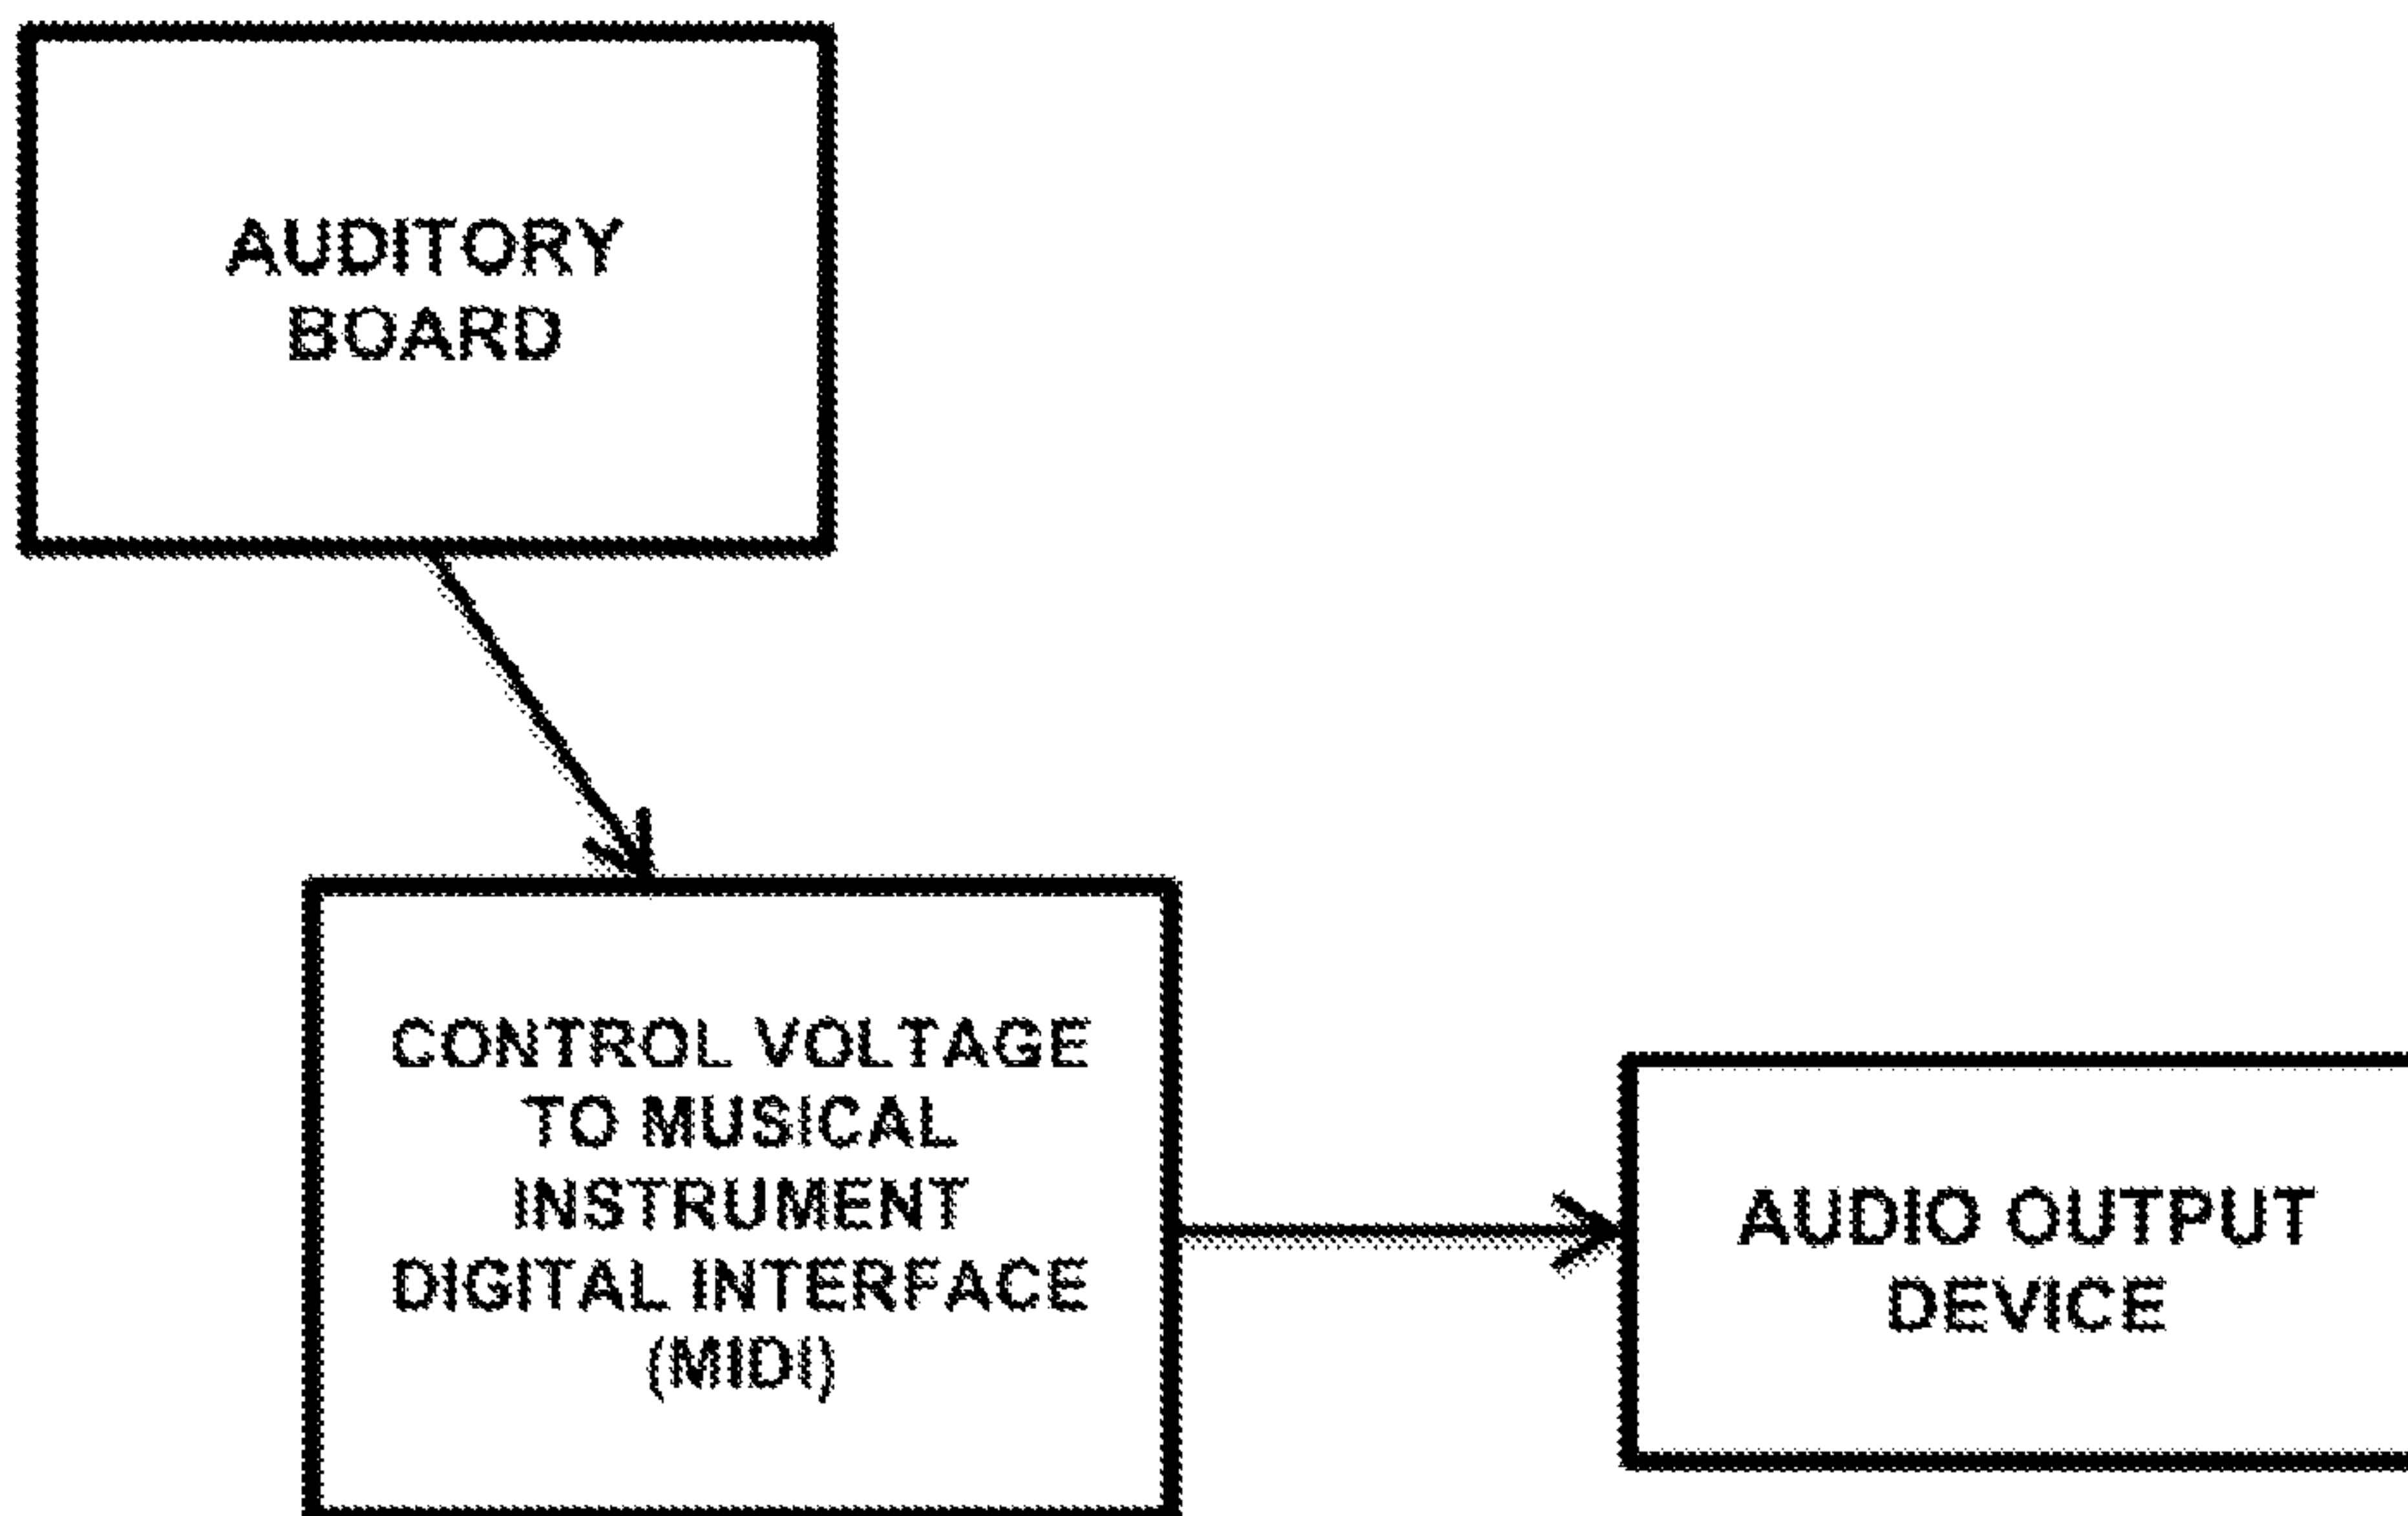 AUDITORY
BOARD
CONTROL VOLTAGE
TO MUSICAL
INSTRUMENT
DIGITAL INTERFACE
(MIDI)
AUDIO OUTPUT
DEVICE